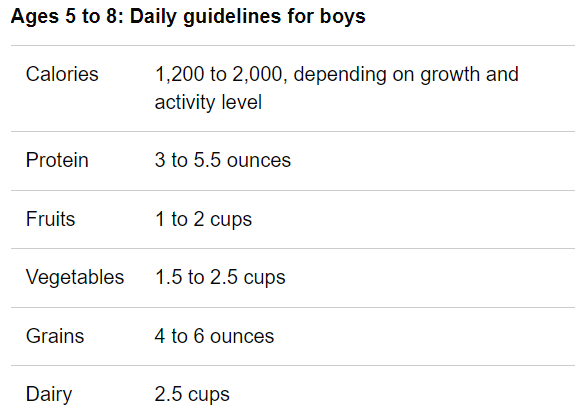 Ages 5 to 8: Daily guidelines for boys
Calories 1,200 to 2,000, depending on growth and
activity level
Protein 3 to 5.5 ounces
Fruits 1 to 2 cups
Vegetables 1.5 to 2.5 cups
Grains 4 to 6 ounces
Dairy 2.5 cups